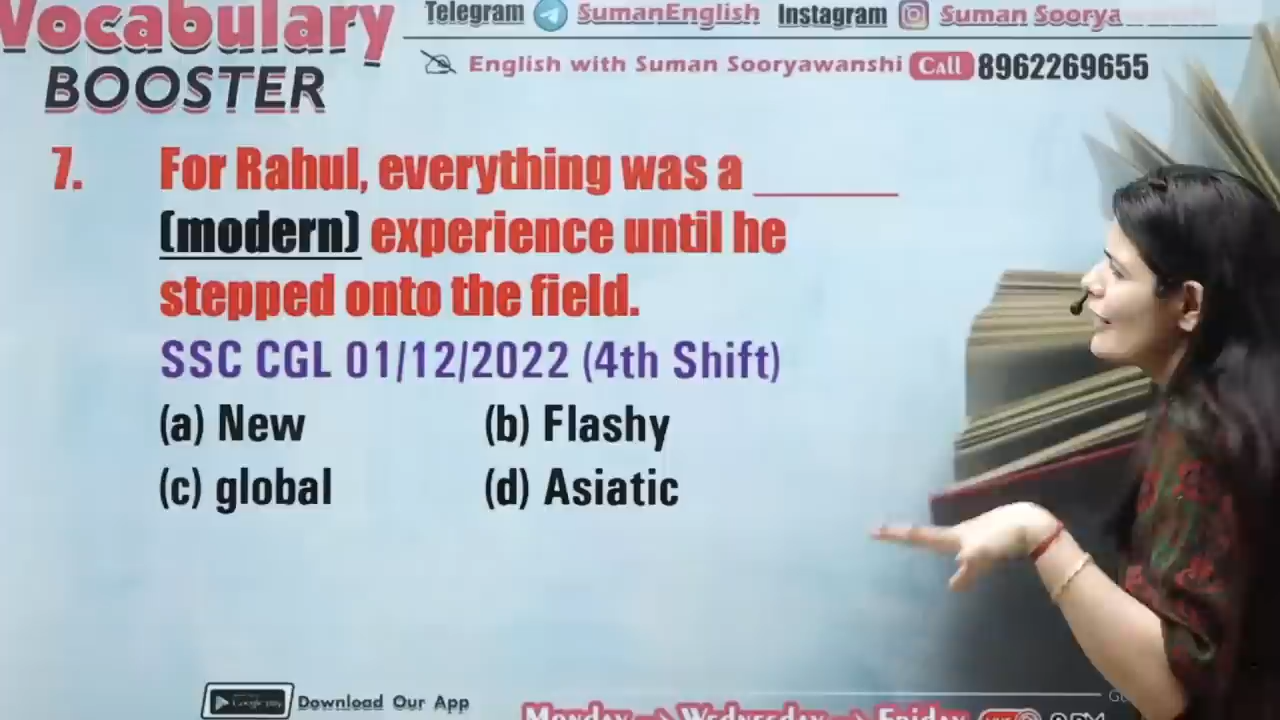 Vocabulary
BOOSTER
Telegram SumanEnglish Instagram Suman Soorya
English with Suman Sooryawanshi Call 8962269655
7. For Rahul, everything was a ______
(modern) experience until he
stepped onto the field.
SSC CGL 01/12/2022 (4th Shift)
(a) New (b) Flashy
(c) global (d) Asiatic
Download Our App
Monday Wednesday Friday